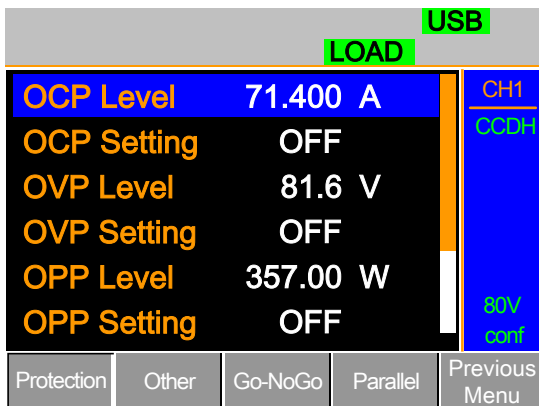 USB
LOAD
OCP Level 71.400 A
OCP Setting OFF
OVP Level 81.6 V
OVP Setting OFF
OPP Level 357.00 W
OPP Setting OFF
CH1
CCDH
80V
conf
Protection Other Go-NoGo Parallel Previous Menu